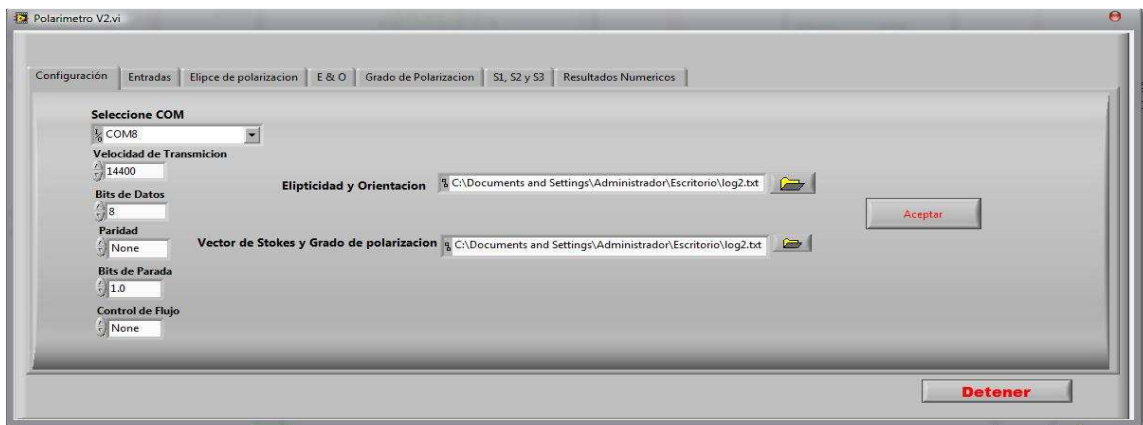 Polarimetro V2.vi
Configuración Entradas Elipce de polarizacion E & O Grado de Polarizacion S1, S2 y S3 Resultados Numericos
Seleccione COM
COM8
Velocidad de Transmicion
14400
Bits de Datos
8
Paridad
None
Bits de Parada
1.0
Control de Flujo
None
Elipticidad y Orientacion C:\Documents and Settings\Administrador\Escritorio\log2.txt
Vector de Stokes y Grado de polarizacion C:\Documents and Settings\Administrador\Escritorio\log2.txt
Aceptar
Detener